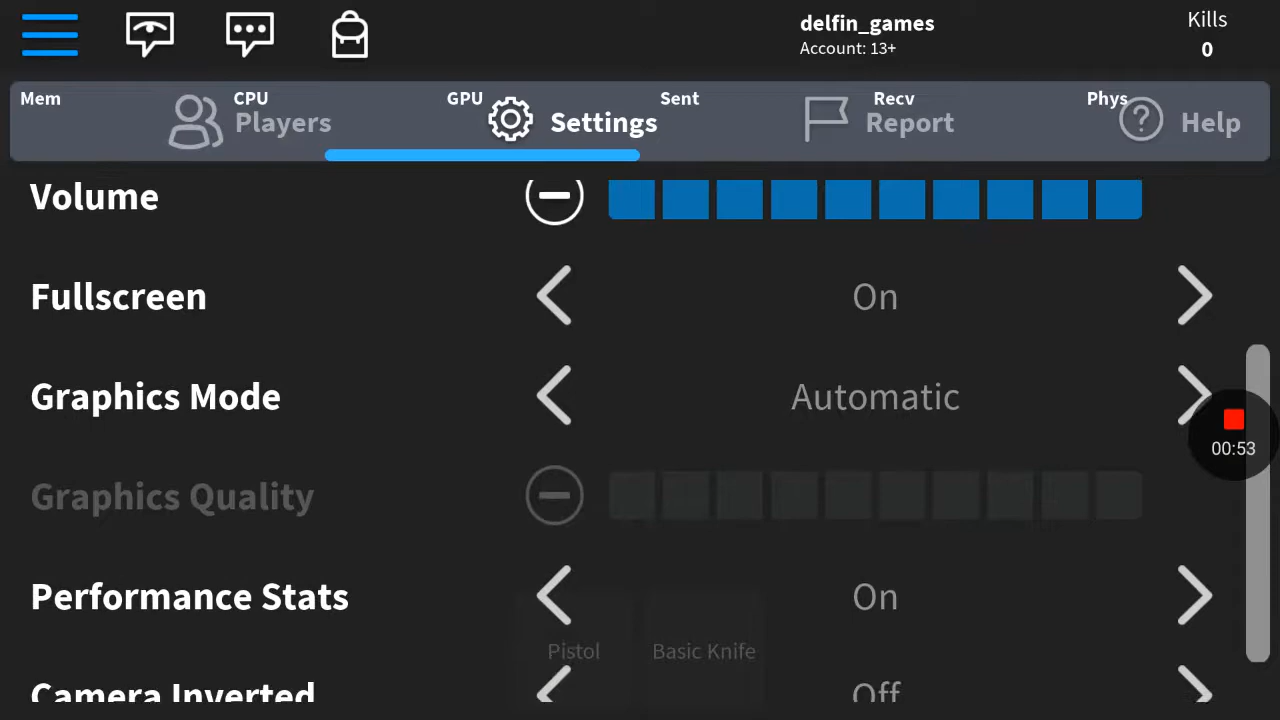 delfin_games
Account: 13+
Kills
0
Mem CPU GPU Sent Recv Phys
Players Settings Report Help
Volume
Fullscreen On
Graphics Mode Automatic
00:53
Graphics Quality
Performance Stats On
Pistol Basic Knife
Camera Inverted Off